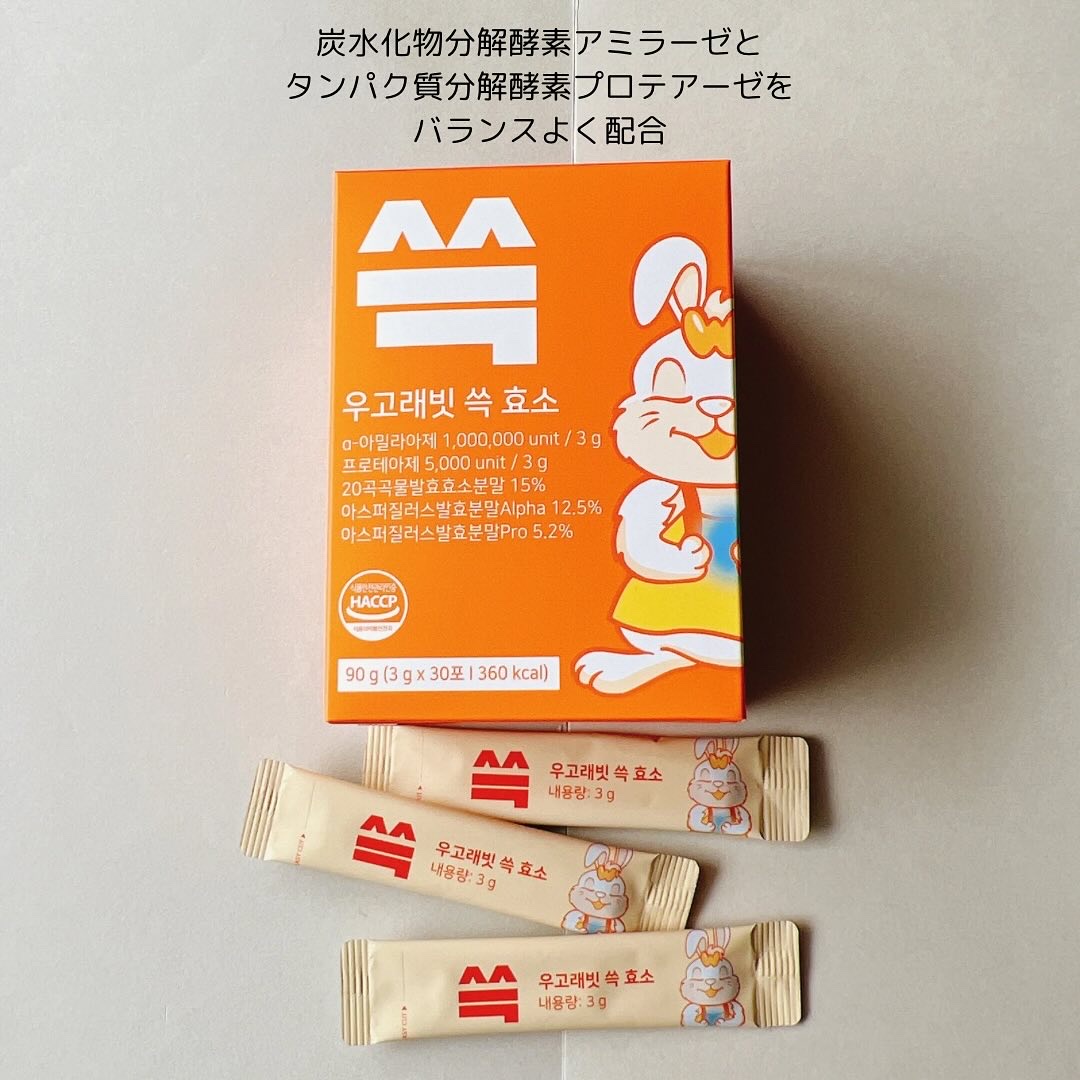 炭水化物分解酵素アミラーゼと
タンパク質分解酵素プロテアーゼを
バランスよく配合
쓱
우고래빗 쓱 효소
α-아밀라아제 1,000,000 unit / 3 g
프로테아제 5,000 unit / 3 g
20곡곡물발효효소분말 15%
아스퍼질러스발효분말Alpha 12.5%
아스퍼질러스발효분말Pro 5.2%
HACCP
90 g (3 g x 30포 I 360 kcal)
쓱
우고래빗 쓱 효소
내용량: 3 g
쓱
우고래빗 쓱 효소
내용량: 3 g
쓱
우고래빗 쓱 효소
내용량: 3 g